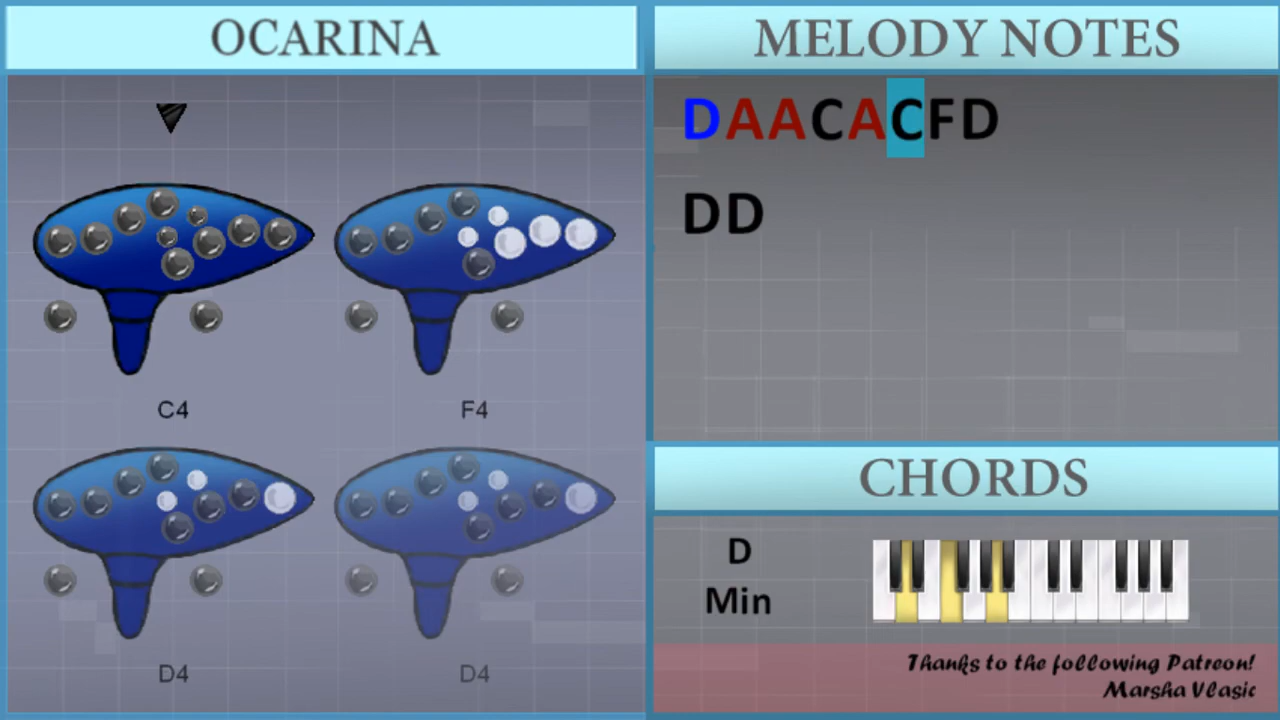 OCARINA
C4 F4
D4 D4
MELODY NOTES
DAACACFD
DD
CHORDS
D
Min
Thanks to the following Patreon!
Marsha Vlasic